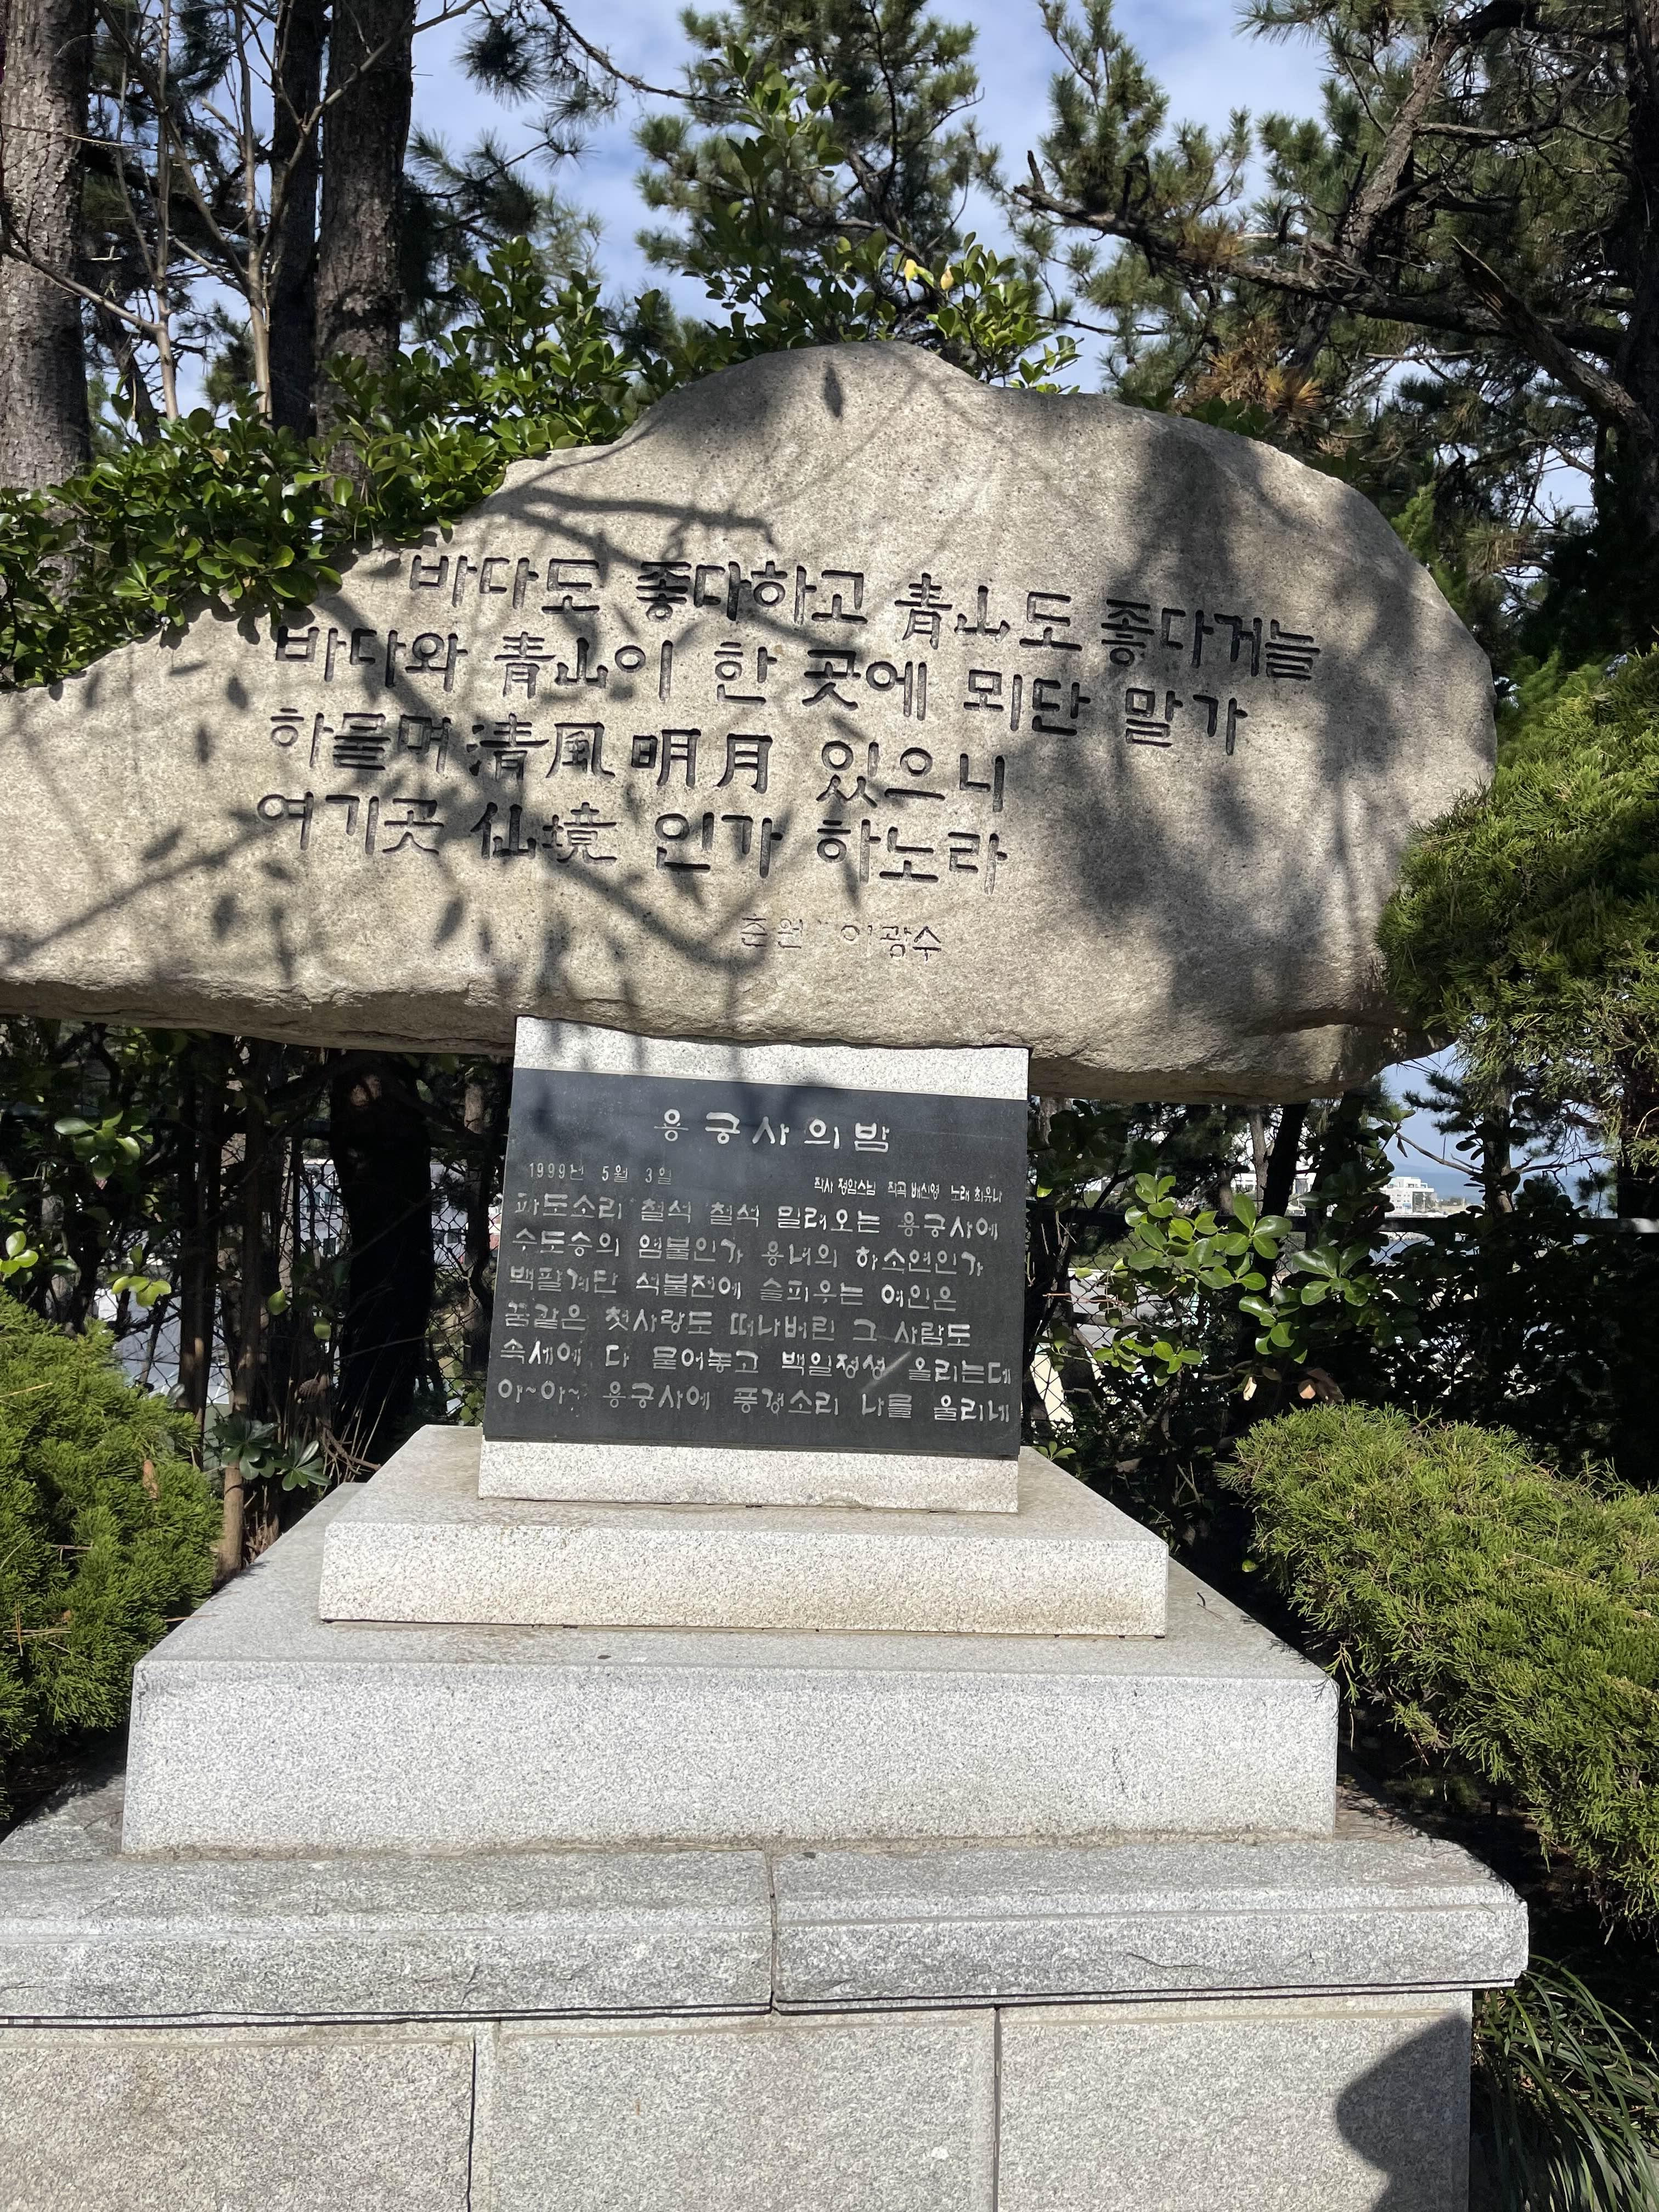 바다도 좋다하고 靑山도 좋다거늘
바다와 靑山이 한 곳에 뫼단 말가
하물며 淸風明月 있으니
여기곳 仙境 인가 하노라
춘원 이광수
용궁사의밤
1999년 5월 3일 작사 정암스님 작곡 배신영 노래 최유나
파도소리 철석 철석 밀려오는 용궁사에
수도승의 염불인가 용녀의 하소연인가
백팔계단 석불전에 슬피우는 여인은
꿈같은 첫사랑도 떠나버린 그 사람도
속세에 다 묻어놓고 백일정성 올리는데
아~아~ 용궁사에 풍경소리 나를 울리네